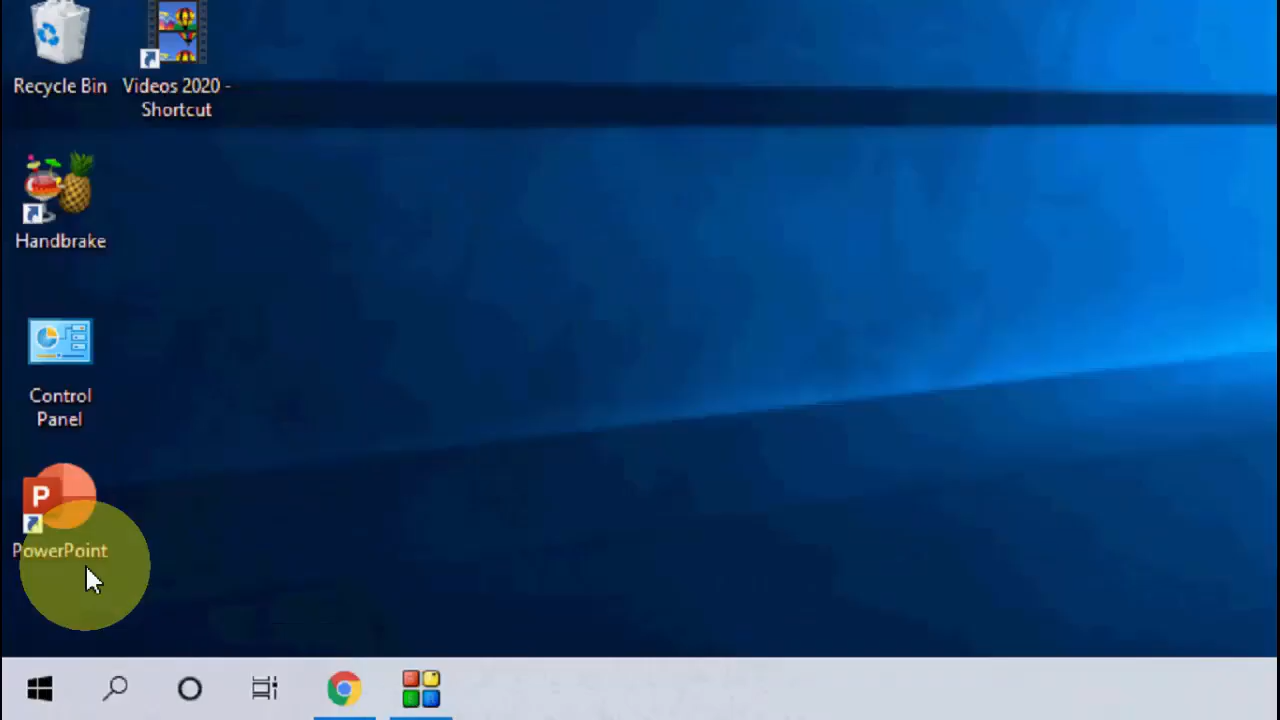 Recycle Bin
Videos 2020 -
Shortcut
Handbrake
Control
Panel
P
PowerPoint